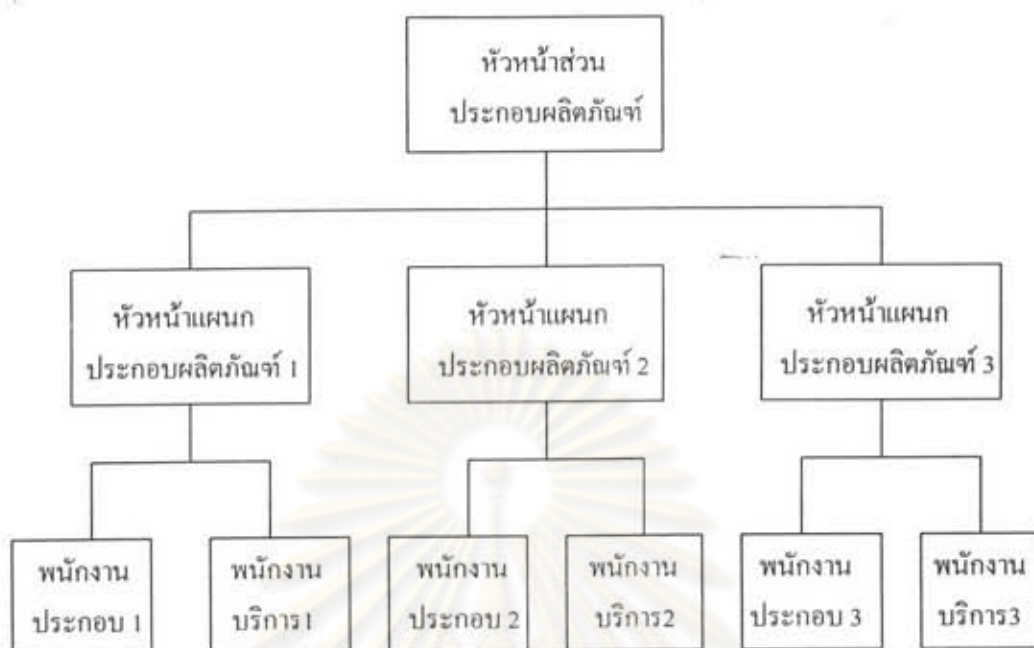 หัวหน้าส่วน
ประกอบผลิตภัณฑ์
หัวหน้าแผนก
ประกอบผลิตภัณฑ์ 1
หัวหน้าแผนก
ประกอบผลิตภัณฑ์ 2
หัวหน้าแผนก
ประกอบผลิตภัณฑ์ 3
พนักงาน
ประกอบ 1
พนักงาน
บริการ1
พนักงาน
ประกอบ 2
พนักงาน
บริการ2
พนักงาน
ประกอบ 3
พนักงาน
บริการ3